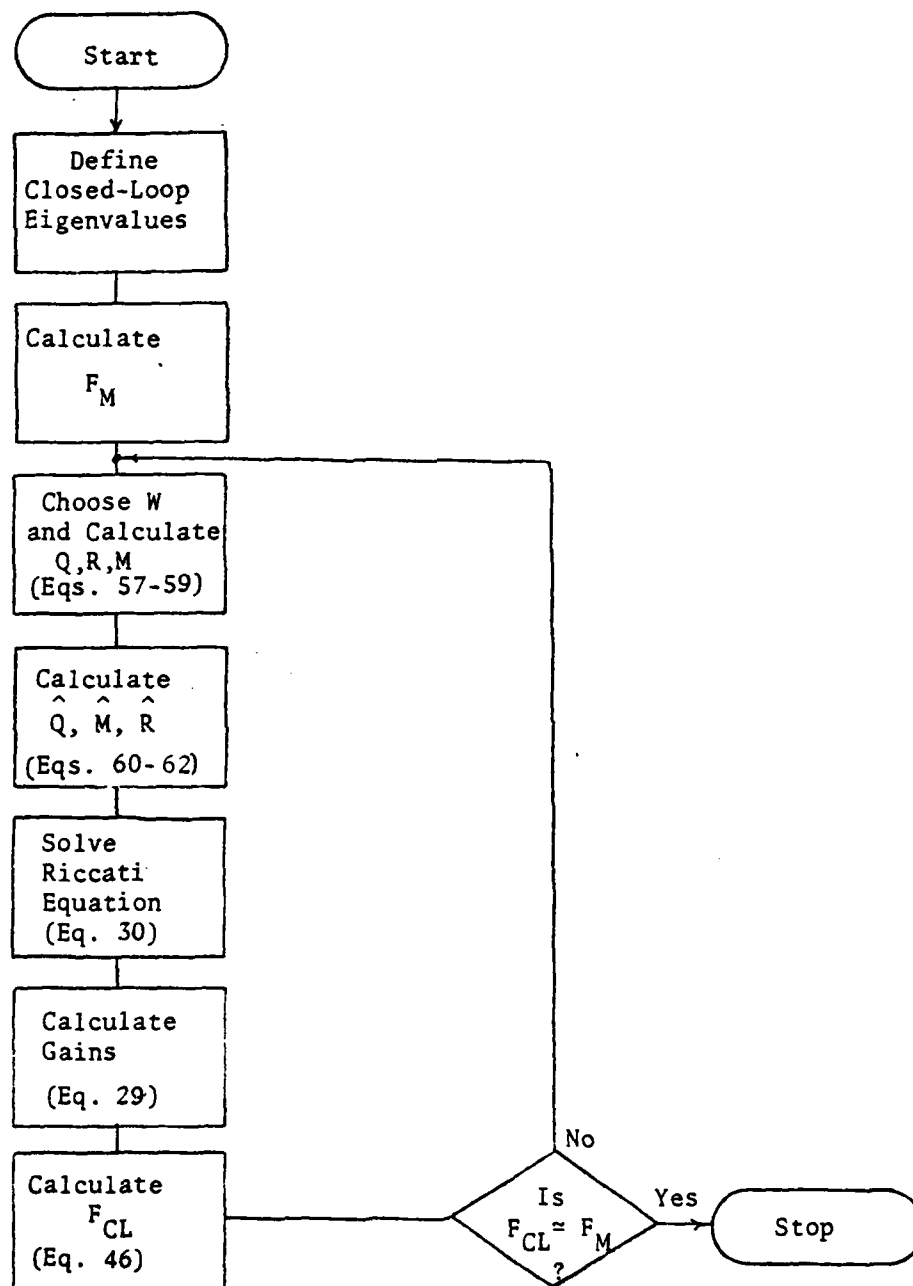 Start
Define
Closed-Loop
Eigenvalues
Calculate
F_M
Choose W
and Calculate
Q,R,M
(Eqs. 57-59)
Calculate
Q̂, M̂, R̂
(Eqs. 60-62)
Solve
Riccati
Equation
(Eq. 30)
Calculate
Gains
(Eq. 29)
Calculate
F_CL
(Eq. 46)
No
Is
F_CL ≃ F_M
?
Yes
Stop